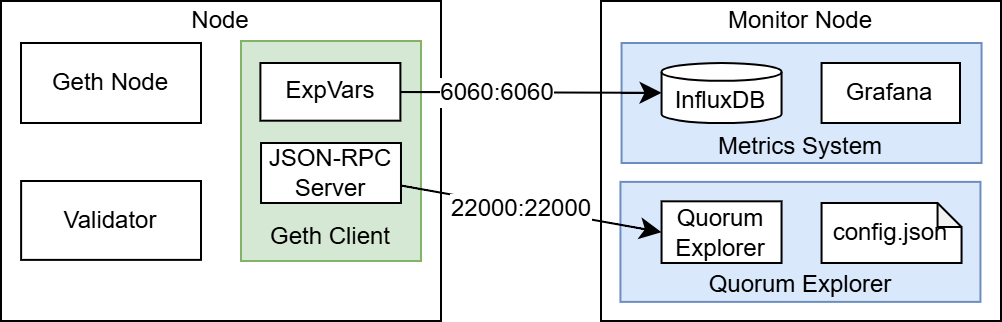 Node
Geth Node
Validator
ExpVars
JSON-RPC
Server
Geth Client
6060:6060
22000:22000
Monitor Node
InfluxDB
Grafana
Metrics System
Quorum
Explorer
config.json
Quorum Explorer